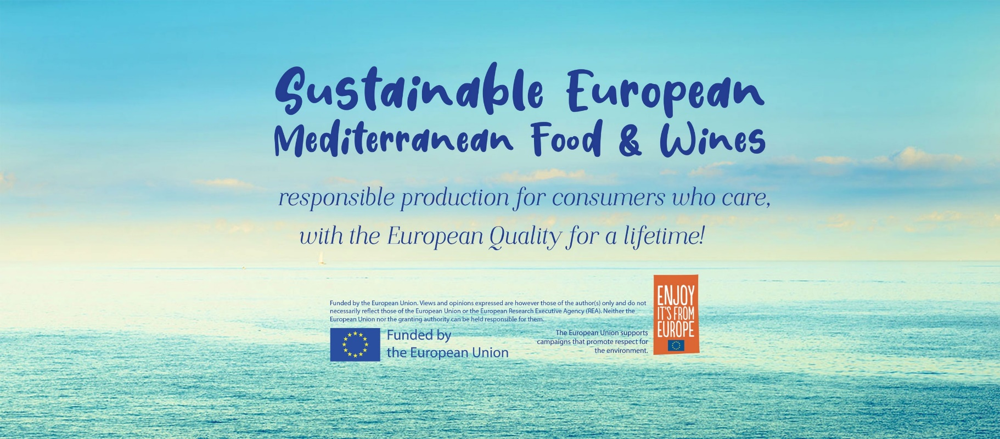 Sustainable European
Mediterranean Food & Wines
responsible production for consumers who care,
with the European Quality for a lifetime!
Funded by the European Union. Views and opinions expressed are however those of the author(s) only and do not
necessarily reflect those of the European Union or the European Research Executive Agency (REA). Neither the
European Union nor the granting authority can be held responsible for them.
Funded by
the European Union
The European Union supports
campaigns that promote respect for
the environment.
ENJOY
IT'S FROM
EUROPE